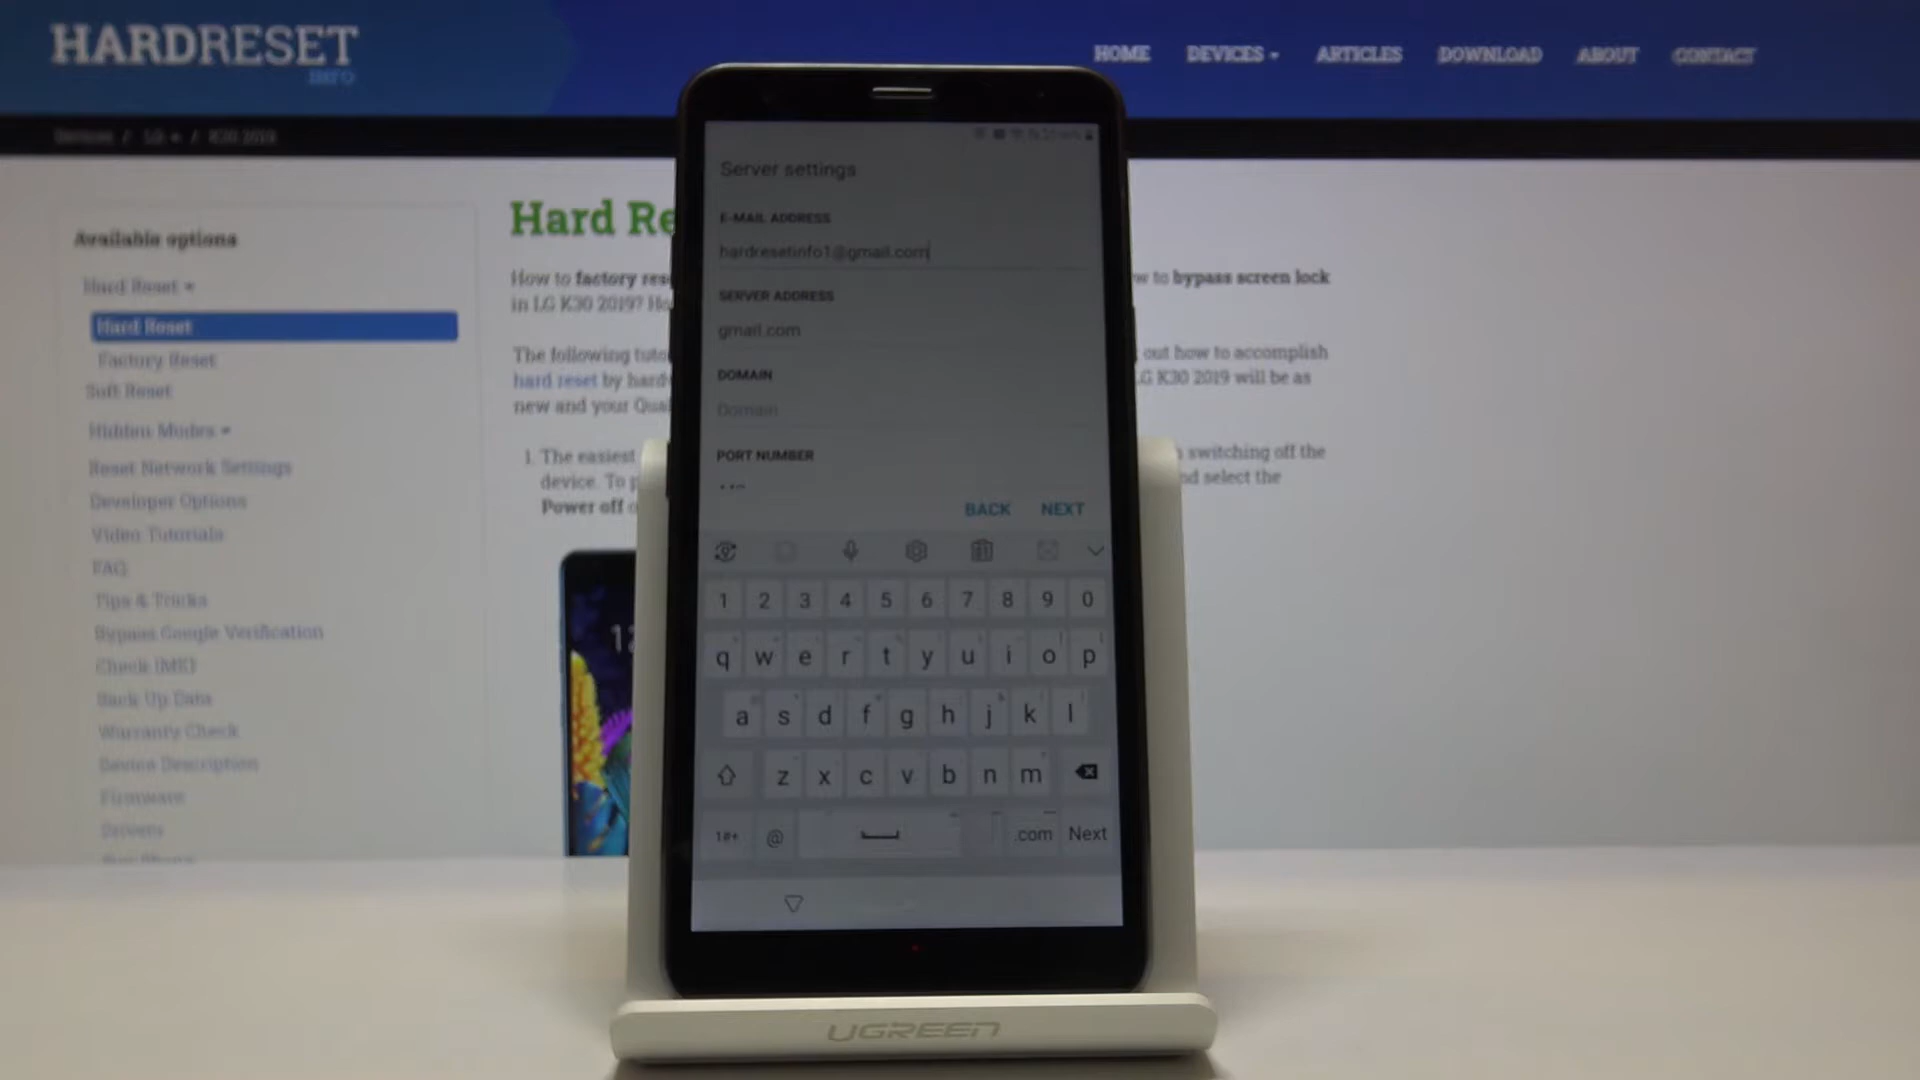 HARDRESET
info
HOME DEVICES ARTICLES DOWNLOAD ABOUT CONTACT
Devices / LG / K30 2019
Available options
Hard Reset
Hard Reset
Factory Reset
Soft Reset
Hidden Modes
Reset Network Settings
Developer Options
Video Tutorials
FAQ
Tips & Tricks
Bypass Google Verification
Check IMEI
Back Up Data
Warranty Check
Device Description
Firmware
Drivers
Hard Re
How to factory res
in LG K30 2019?
w to bypass screen lock
The following tuto
out how to accomplish
hard reset by hard
LG K30 2019 will be as
new and your
1. The easiest
switching off the
device. To p
nd select the
Power off
Server settings
E-MAIL ADDRESS
hardresetinfo1@gmail.com
SERVER ADDRESS
gmail.com
DOMAIN
Domain
PORT NUMBER
BACK NEXT
1 2 3 4 5 6 7 8 9 0
q w e r t y u i o p
a s d f g h j k l
z x c v b n m
@ .com Next
UGREEN